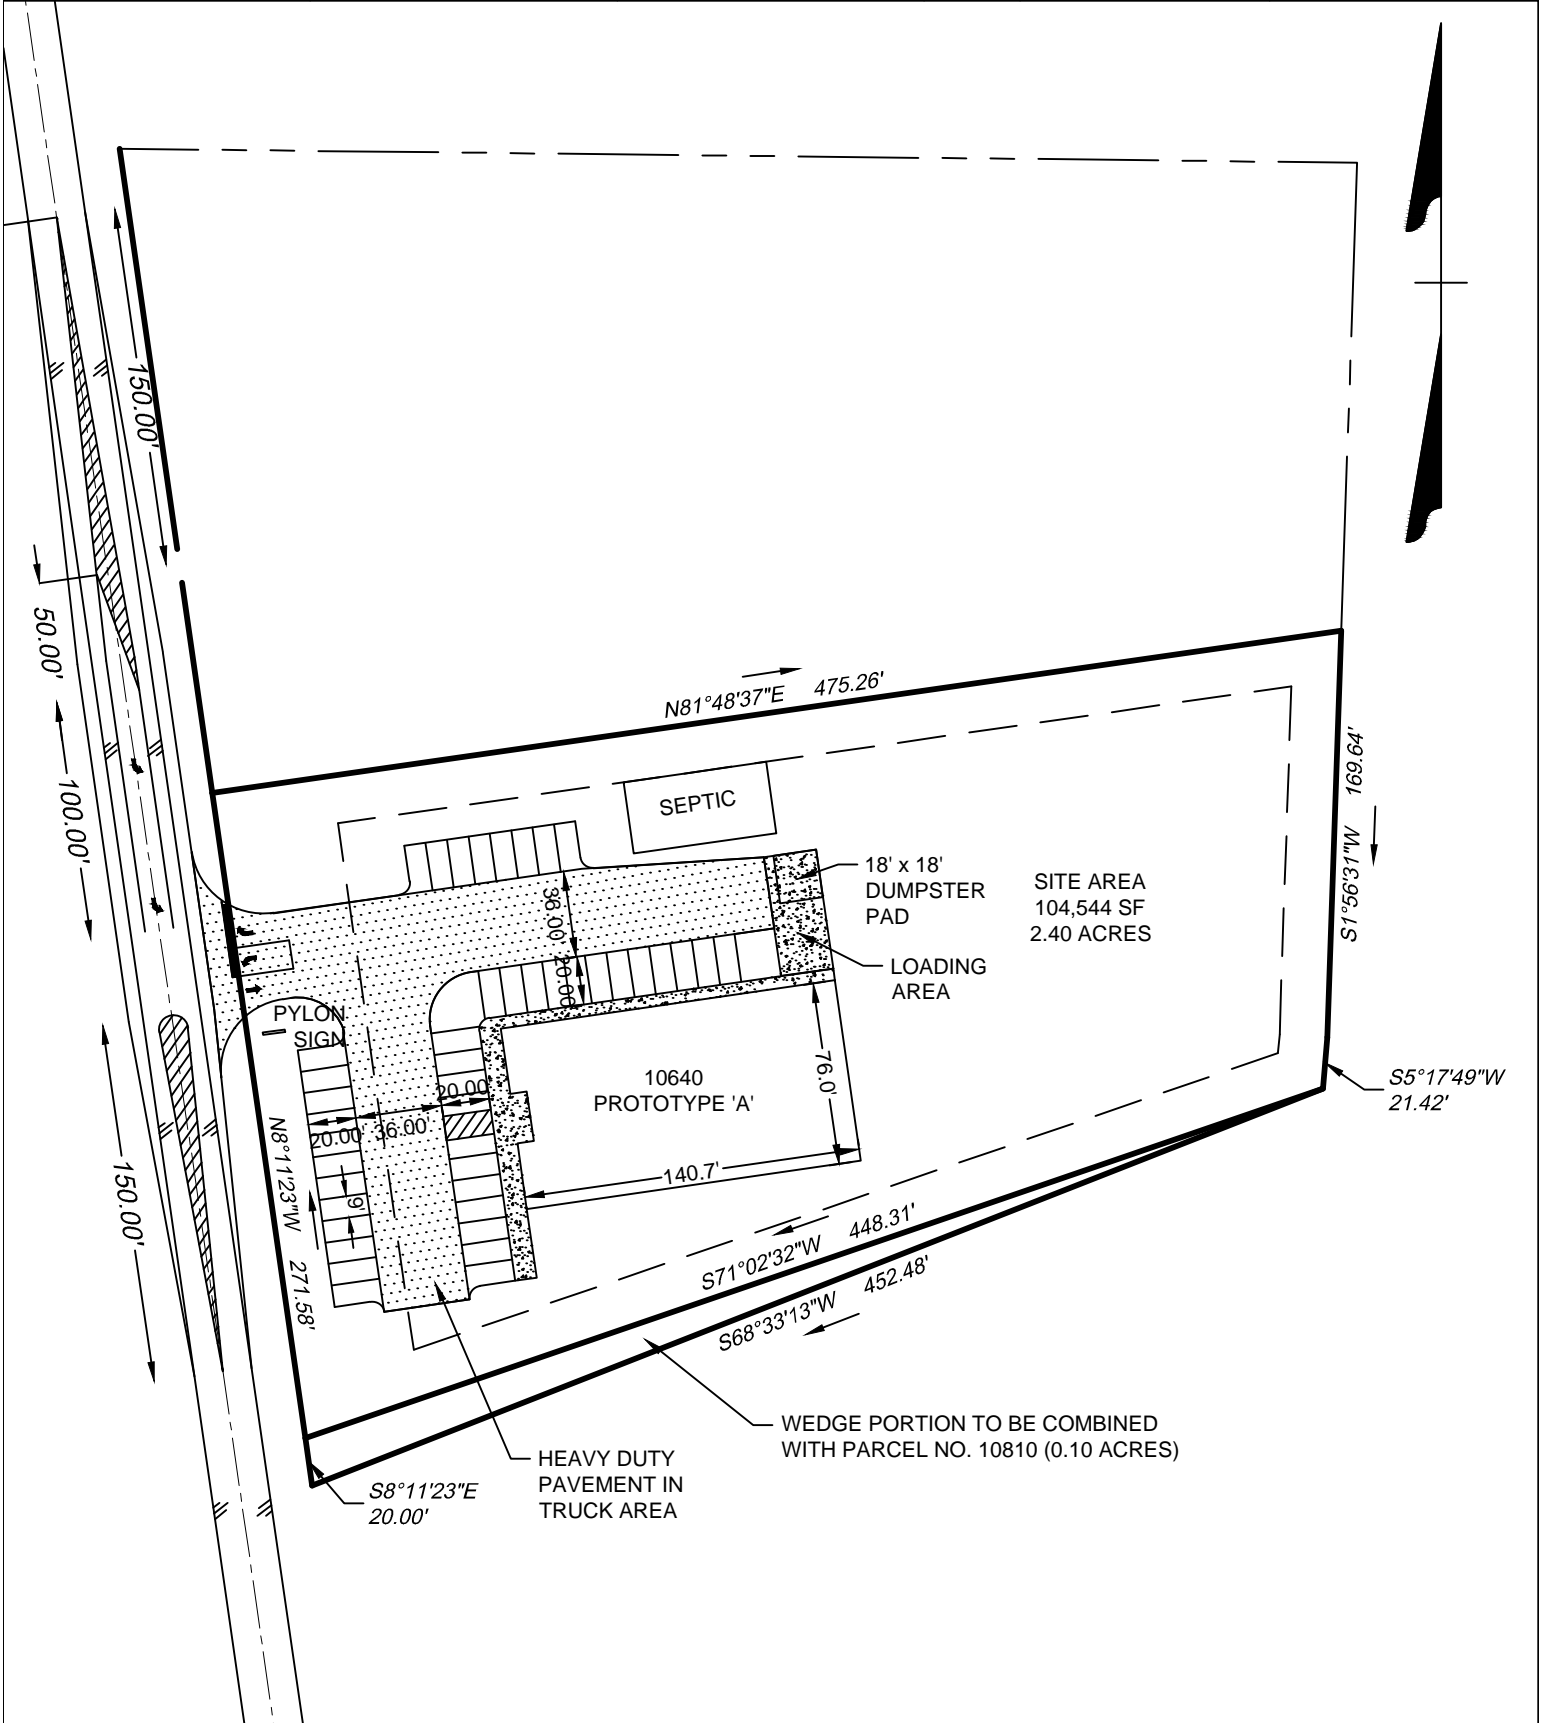 150.00'
50.00'
N81°48'37"E 475.26'
100.00'
S1°56'31"W 169.64'
SEPTIC
18' x 18'
DUMPSTER
PAD
SITE AREA
104,544 SF
2.40 ACRES
36.00'
20.00'
LOADING
AREA
PYLON
SIGN
10640
PROTOTYPE 'A'
76.0'
20.00'
20.00'
36.00'
S5°17'49"W
21.42'
140.7'
9'
N8°11'23"W 271.58'
150.00'
S71°02'32"W 448.31'
S68°33'13"W 452.48'
WEDGE PORTION TO BE COMBINED
WITH PARCEL NO. 10810 (0.10 ACRES)
HEAVY DUTY
PAVEMENT IN
TRUCK AREA
S8°11'23"E
20.00'